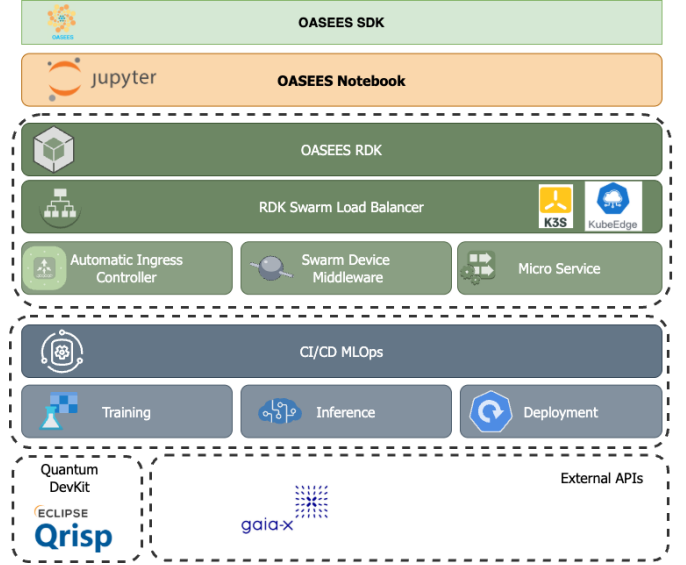 OASEES
OASEES SDK
Jupyter
OASEES Notebook
OASEES RDK
RDK Swarm Load Balancer
K3S
KubeEdge
Automatic Ingress
Controller
Swarm Device
Middleware
Micro Service
CI/CD MLOps
Training
Inference
Deployment
Quantum
DevKit
ECLIPSE
Qrisp
External APIs
gaia-x